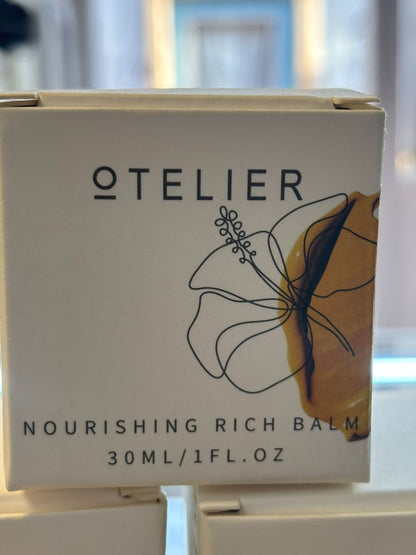 OTELIER
NOURISHING RICH BALM
30ML/1FL.OZ